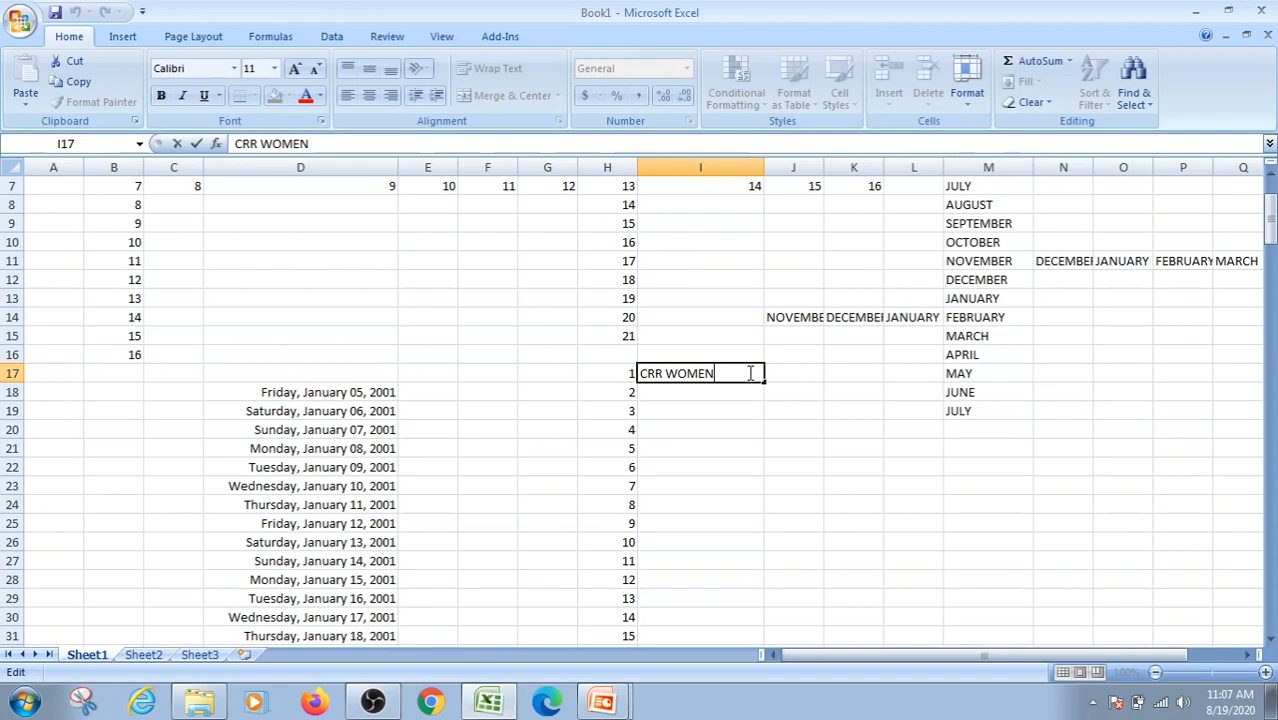 Book1 - Microsoft Excel
Home Insert Page Layout Formulas Data Review View Add-Ins
Paste Cut Calibri 11 Wrap Text General Conditional Formatting Format as Table Cell Styles Insert Delete Format AutoSum Sort & Filter Find & Select
Copy Fill
Format Painter B I U A Merge & Center $ % , Clear
Clipboard Font Alignment Number Styles Cells Editing
I17 fx CRR WOMEN
A B C D E F G H I J K L M N O P Q
7 7 8 9 10 11 12 13 14 15 16 JULY
8 8 14 AUGUST
9 9 15 SEPTEMBER
10 10 16 OCTOBER
11 11 17 NOVEMBER DECEMBEI JANUARY FEBRUARY MARCH
12 12 18 DECEMBER
13 13 19 JANUARY
14 14 20 NOVEMBE DECEMBEI JANUARY FEBRUARY
15 15 21 MARCH
16 16 APRIL
17 1 CRR WOMEN MAY
18 Friday, January 05, 2001 2 JUNE
19 Saturday, January 06, 2001 3 JULY
20 Sunday, January 07, 2001 4
21 Monday, January 08, 2001 5
22 Tuesday, January 09, 2001 6
23 Wednesday, January 10, 2001 7
24 Thursday, January 11, 2001 8
25 Friday, January 12, 2001 9
26 Saturday, January 13, 2001 10
27 Sunday, January 14, 2001 11
28 Monday, January 15, 2001 12
29 Tuesday, January 16, 2001 13
30 Wednesday, January 17, 2001 14
31 Thursday, January 18, 2001 15
Sheet1 Sheet2 Sheet3
Edit 100%
11:07 AM
8/19/2020